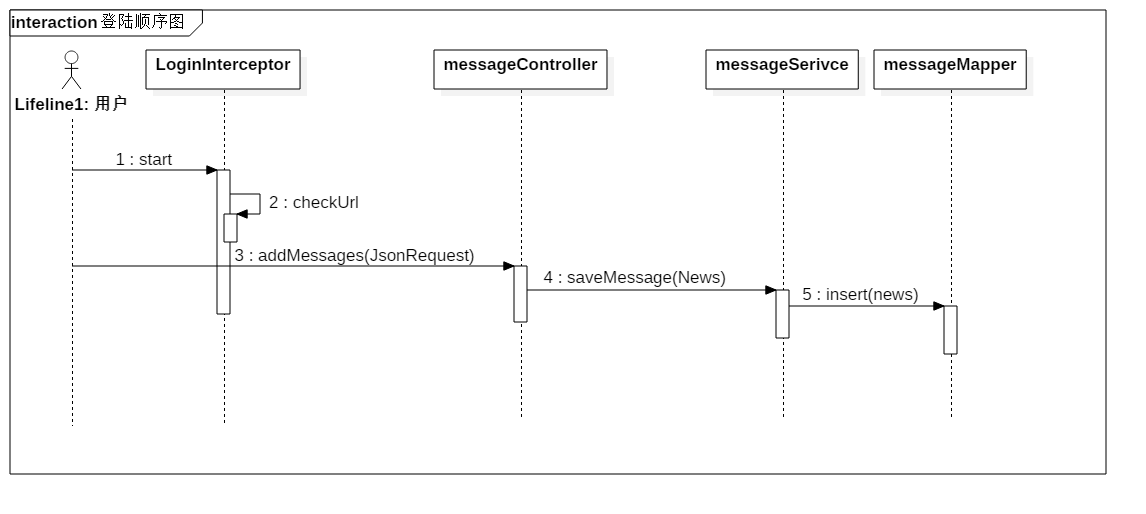 interaction 登陆顺序图
LoginInterceptor
messageController
messageSerivce
messageMapper
Lifeline1: 用户
1 : start
2 : checkUrl
3 : addMessages(JsonRequest)
4 : saveMessage(News)
5 : insert(news)